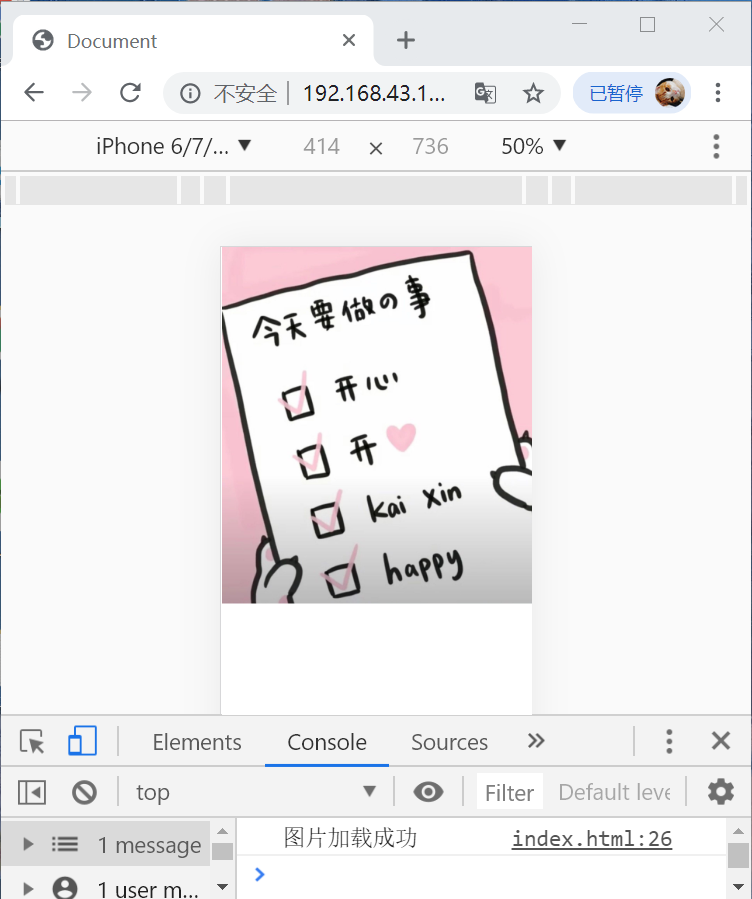 Document
不安全 192.168.43.1... 已暂停
iPhone 6/7/... ▼ 414 × 736 50% ▼
今天要做の事
开心
开
kai xin
happy
Elements Console Sources
top Filter Default leve
1 message 图片加载成功 index.html:26
1 user m...